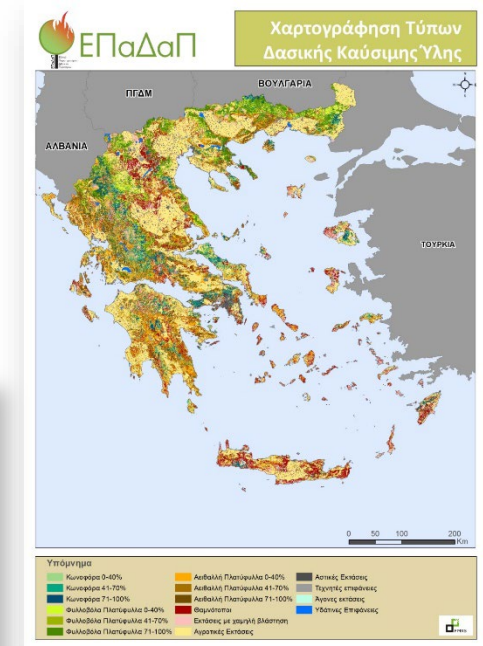 ΕΠαΔαΠ
Χαρτογράφηση Τύπων
Δασικής Καύσιμης Ύλης
ΒΟΥΛΓΑΡΙΑ
ΠΓΔΜ
ΑΛΒΑΝΙΑ
ΤΟΥΡΚΙΑ
0 50 100 200
Km
Υπόμνημα
Κωνοφόρα 0-40%
Κωνοφόρα 41-70%
Κωνοφόρα 71-100%
Φυλλοβόλα Πλατύφυλλα 0-40%
Φυλλοβόλα Πλατύφυλλα 41-70%
Φυλλοβόλα Πλατύφυλλα 71-100%
Αειθαλλή Πλατύφυλλα 0-40%
Αειθαλλή Πλατύφυλλα 41-70%
Αειθαλλή Πλατύφυλλα 71-100%
Θαμνότοποι
Εκτάσεις με χαμηλή βλάστηση
Αγροτικές Εκτάσεις
Αστικές Εκτάσεις
Τεχνητές επιφάνειες
Άγονες εκτάσεις
Υδάτινες Επιφάνειες